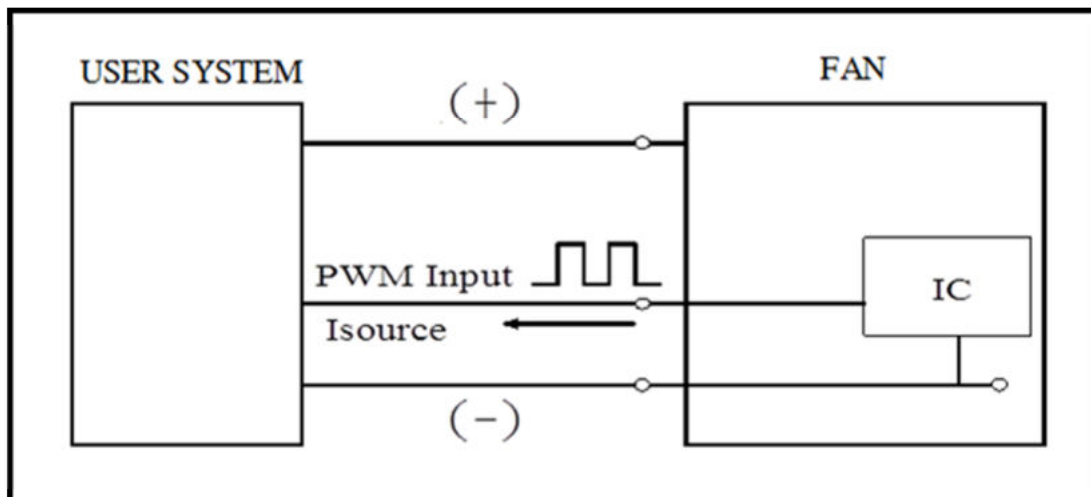 USER SYSTEM
FAN
(+)
PWM Input
IC
Isource
(-)